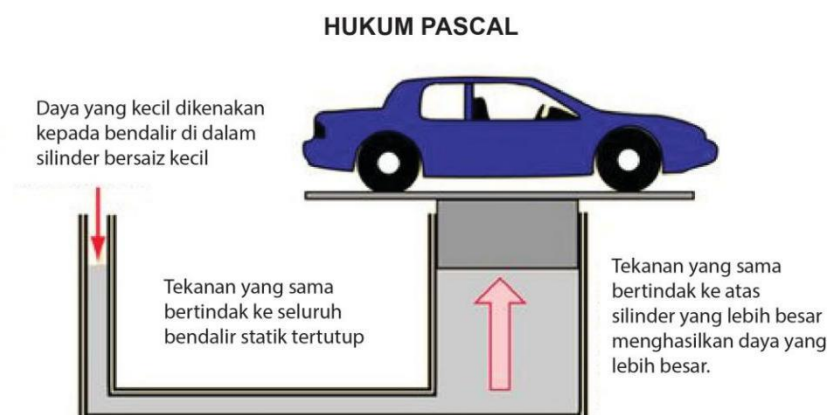 HUKUM PASCAL
Daya yang kecil dikenakan
kepada bendalir di dalam
silinder bersaiz kecil
Tekanan yang sama
bertindak ke seluruh
bendalir statik tertutup
Tekanan yang sama
bertindak ke atas
silinder yang lebih besar
menghasilkan daya yang
lebih besar.